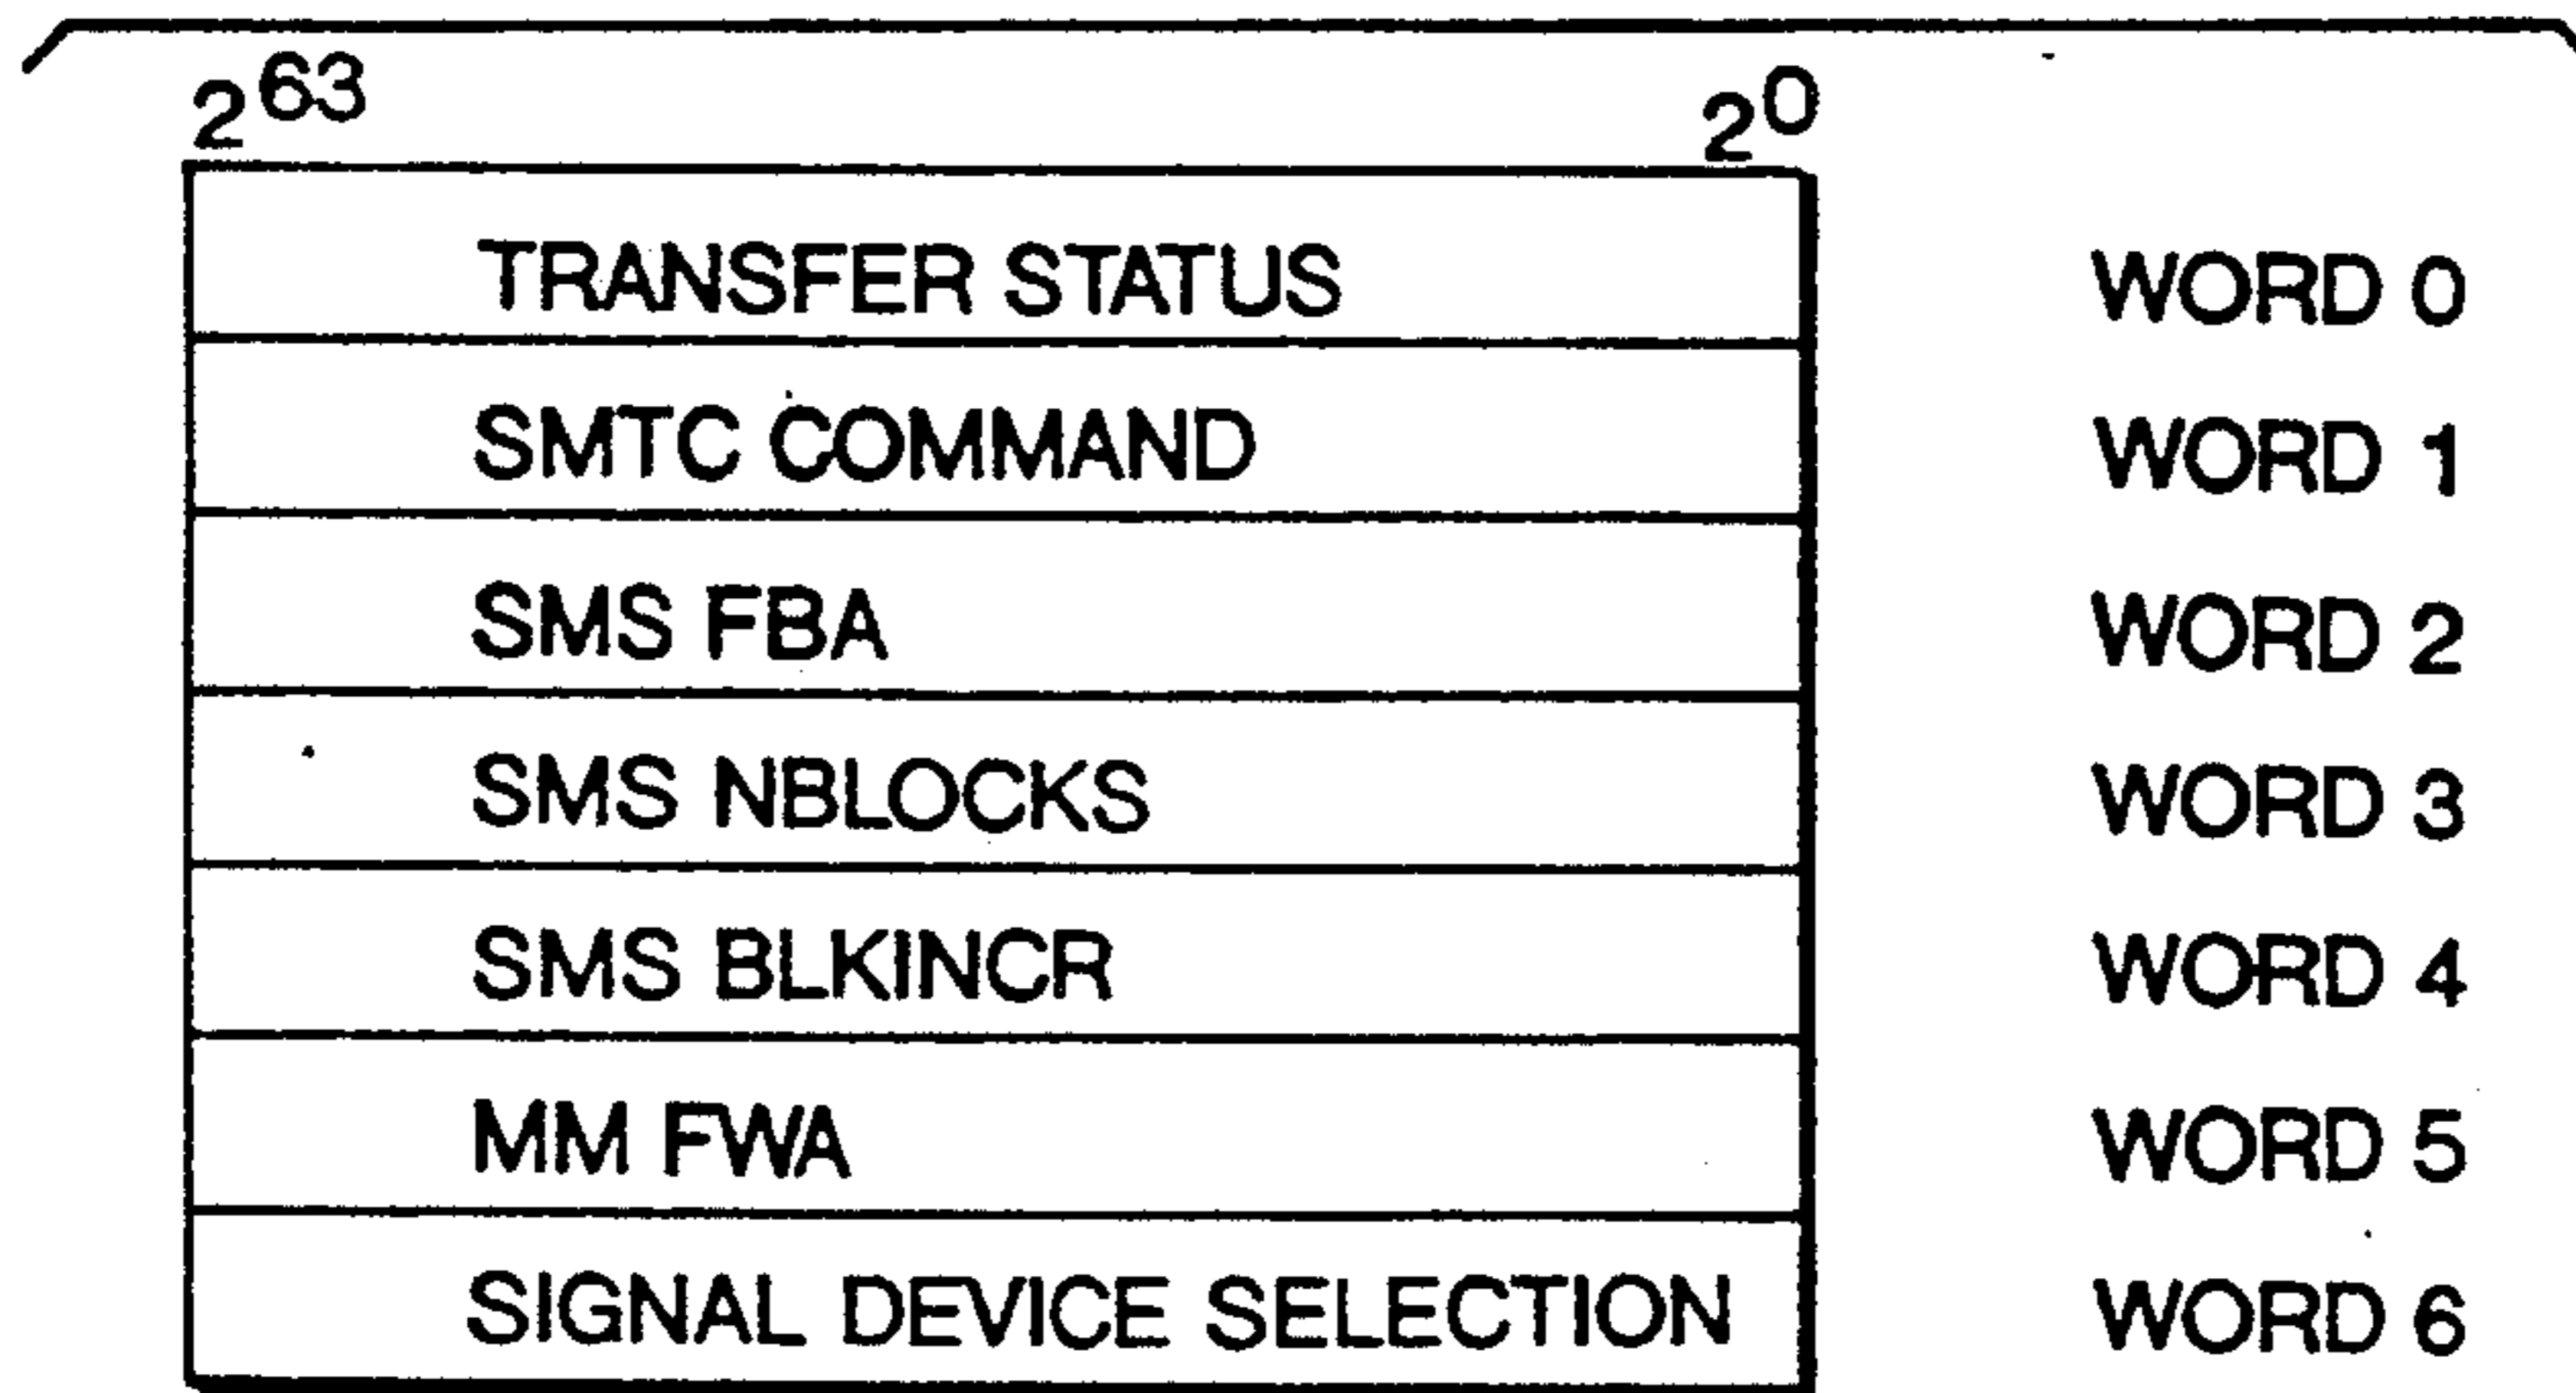 2^63 2^0
TRANSFER STATUS WORD 0
SMTC COMMAND WORD 1
SMS FBA WORD 2
SMS NBLOCKS WORD 3
SMS BLKINCR WORD 4
MM FWA WORD 5
SIGNAL DEVICE SELECTION WORD 6